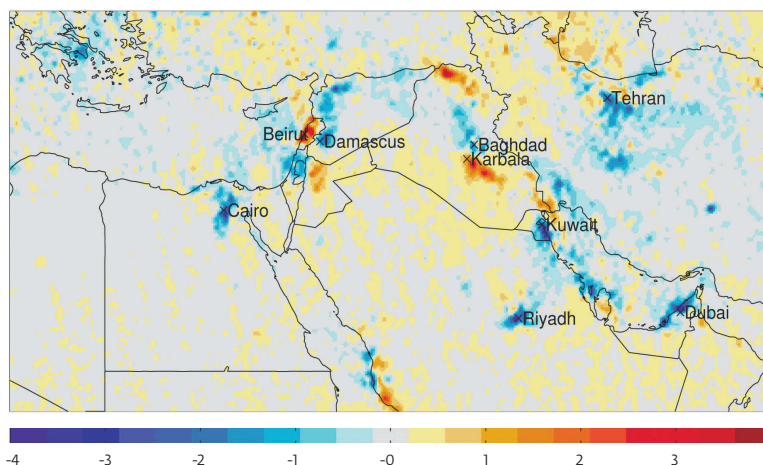 Tehran
Beirut
Damascus
Baghdad
Karbala
Cairo
Kuwait
Riyadh
Dubai
-4 -3 -2 -1 -0 1 2 3